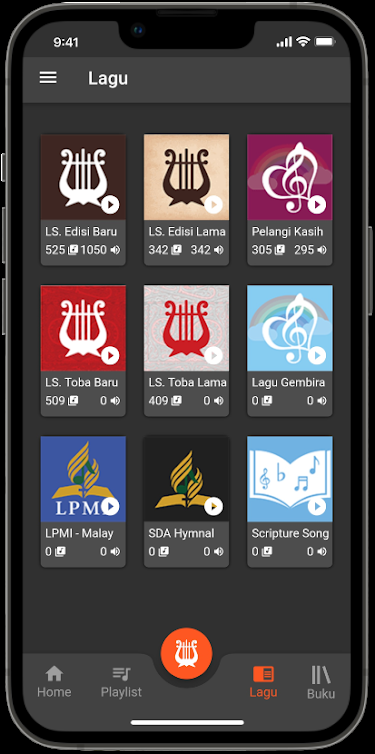 9:41
Lagu
LS. Edisi Baru
525 1050
LS. Edisi Lama
342 342
Pelangi Kasih
305 295
LS. Toba Baru
509 0
LS. Toba Lama
409 0
Lagu Gembira
0 0
LPM
LPMI - Malay
0 0
SDA Hymnal
0 0
Scripture Song
0 0
Home
Playlist
Lagu
Buku